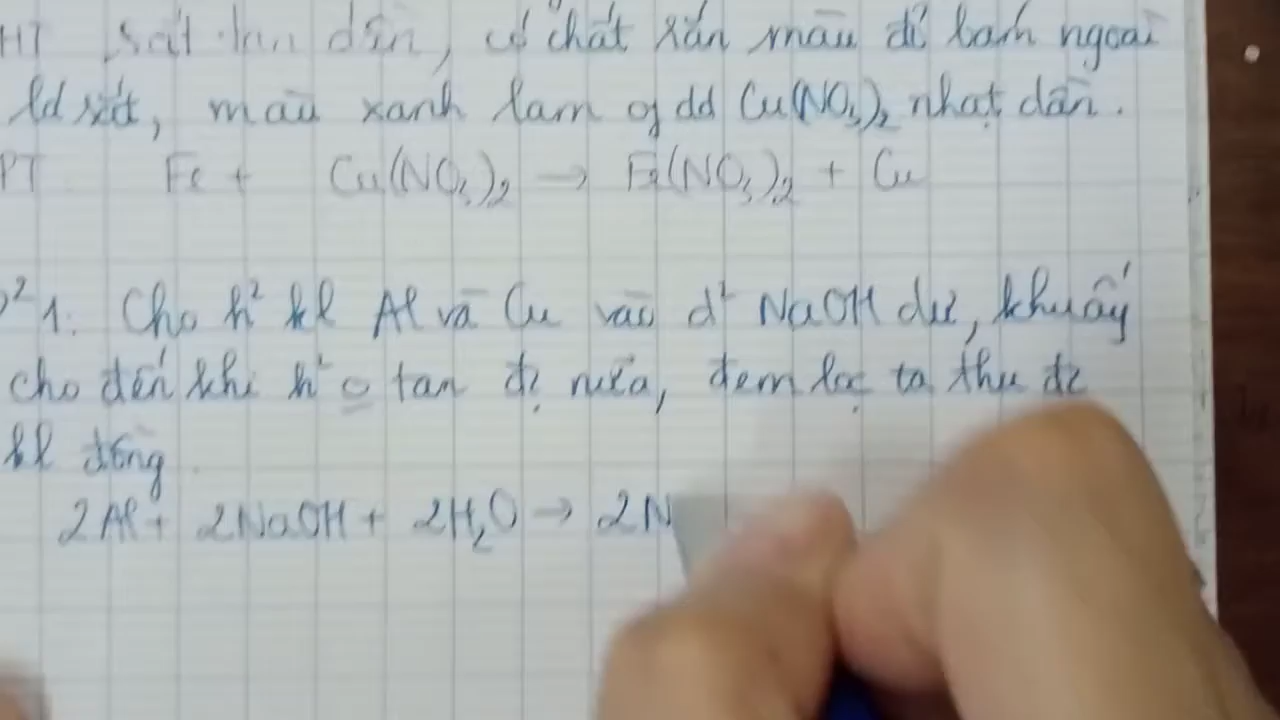 HT sắt tan dần, có chất rắn màu đỏ bám ngoài
lđ sắt, màu xanh lam of dd Cu(NO3)2 nhạt dần.
PT Fe + Cu(NO3)2 → Fe(NO3)2 + Cu
1. Cho h² kl Al và Cu vào d² NaOH dư, khuấy
cho đến khi h² 0 tan đc nữa, đem lọc ta thu đc
kl đồng
2Al + 2NaOH + 2H2O → 2N